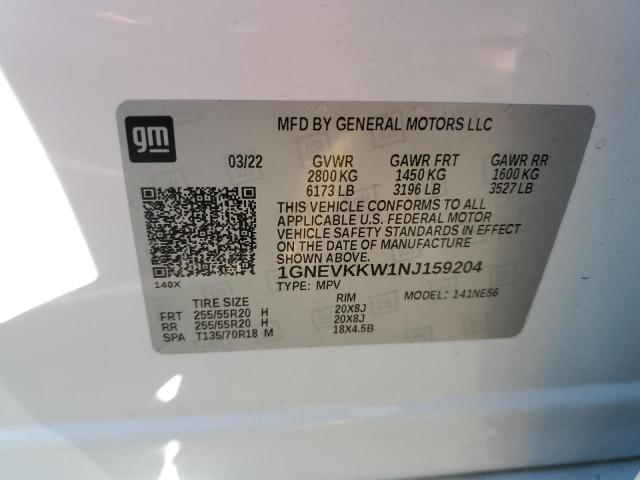 gm
MFD BY GENERAL MOTORS LLC
03/22 GVWR GAWR FRT GAWR RR
2800 KG 1450 KG 1600 KG
6173 LB 3196 LB 3527 LB
THIS VEHICLE CONFORMS TO ALL
APPLICABLE U.S. FEDERAL MOTOR
VEHICLE SAFETY STANDARDS IN EFFECT
ON THE DATE OF MANUFACTURE
SHOWN ABOVE.
1GNEVKKW1NJ159204
140X TYPE: MPV
TIRE SIZE RIM MODEL: 141NE56
FRT 255/55R20 H 20X8J
RR 255/55R20 H 20X8J
SPA T135/70R18 M 18X4.5B